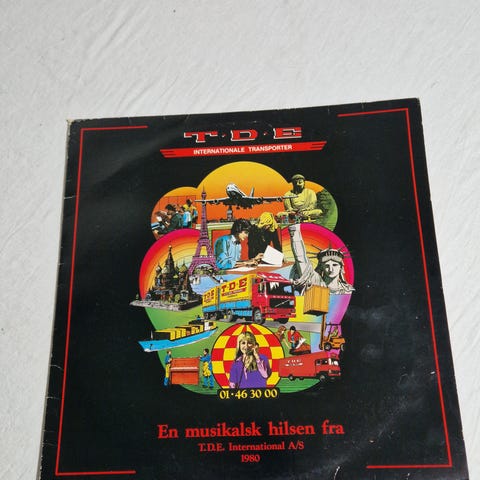 T·D·E
INTERNATIONALE TRANSPORTER
T·D·E
01·46 30 00
En musikalsk hilsen fra
T.D.E. International A/S
1980